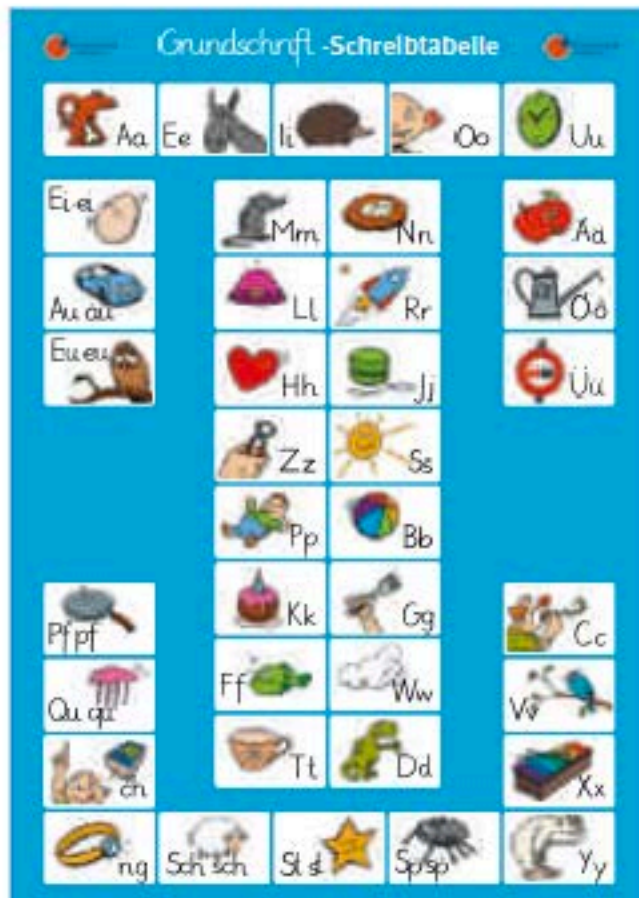 Grundschrift -Schreibtabelle
Aa Ee Ii Oo Uu
Ei ei Mm Nn Ää
Au au Ll Rr Öö
Eu eu Hh Jj Üü
Zz Ss
Pp Bb
Pf pf Kk Gg Cc
Qu qu Ff Ww Vv
ch Tt Dd Xx
ng Sch sch St st Sp sp Yy